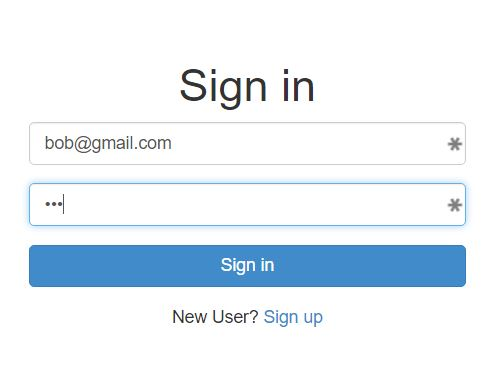 Sign in
bob@gmail.com
•••
Sign in
New User? Sign up